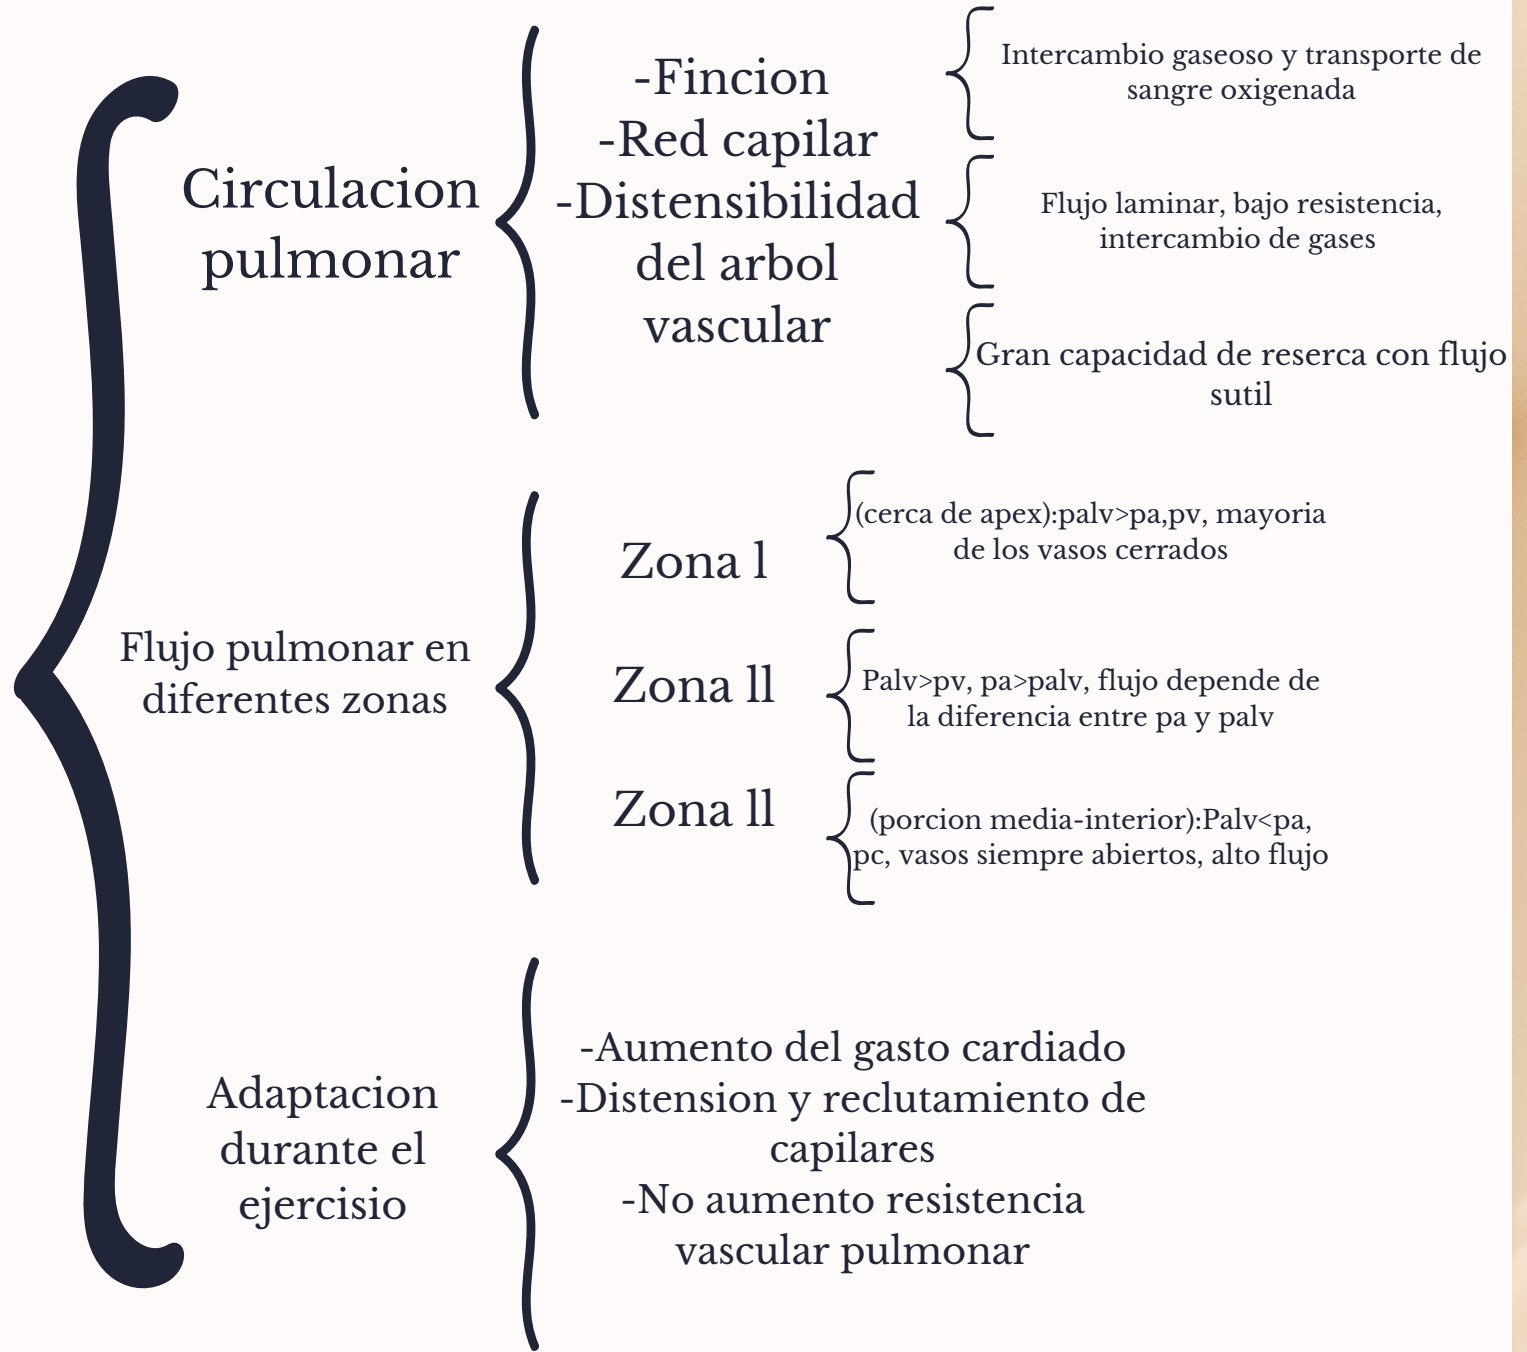 Circulacion
pulmonar
-Fincion
-Red capilar
-Distensibilidad
del arbol
vascular
Intercambio gaseoso y transporte de
sangre oxigenada
Flujo laminar, bajo resistencia,
intercambio de gases
Gran capacidad de reserca con flujo
sutil
Flujo pulmonar en
diferentes zonas
Zona l
(cerca de apex):palv>pa,pv, mayoria
de los vasos cerrados
Zona ll
Palv>pv, pa>palv, flujo depende de
la diferencia entre pa y palv
Zona ll
(porcion media-interior):Palv<pa,
pc, vasos siempre abiertos, alto flujo
Adaptacion
durante el
ejercisio
-Aumento del gasto cardiado
-Distension y reclutamiento de
capilares
-No aumento resistencia
vascular pulmonar